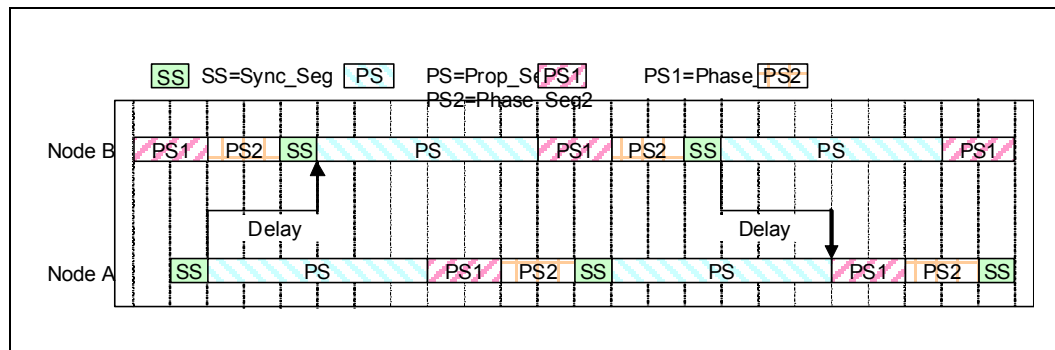 SS SS=Sync_Seg PS PS=Prop_Se PS1 PS1=Phase_ PS2
PS2=Phase_Seg2
Node B PS1 PS2 SS PS PS1 PS2 SS PS PS1
Delay Delay
Node A SS PS PS1 PS2 SS PS PS1 PS2 SS